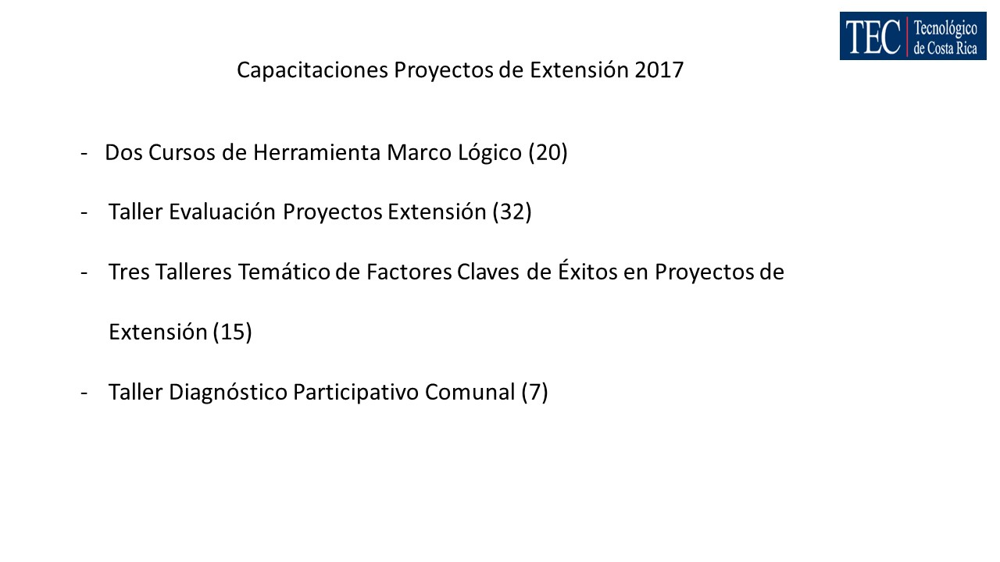 TEC Tecnológico
de Costa Rica
Capacitaciones Proyectos de Extensión 2017
- Dos Cursos de Herramienta Marco Lógico (20)
- Taller Evaluación Proyectos Extensión (32)
- Tres Talleres Temático de Factores Claves de Éxitos en Proyectos de
Extensión (15)
- Taller Diagnóstico Participativo Comunal (7)